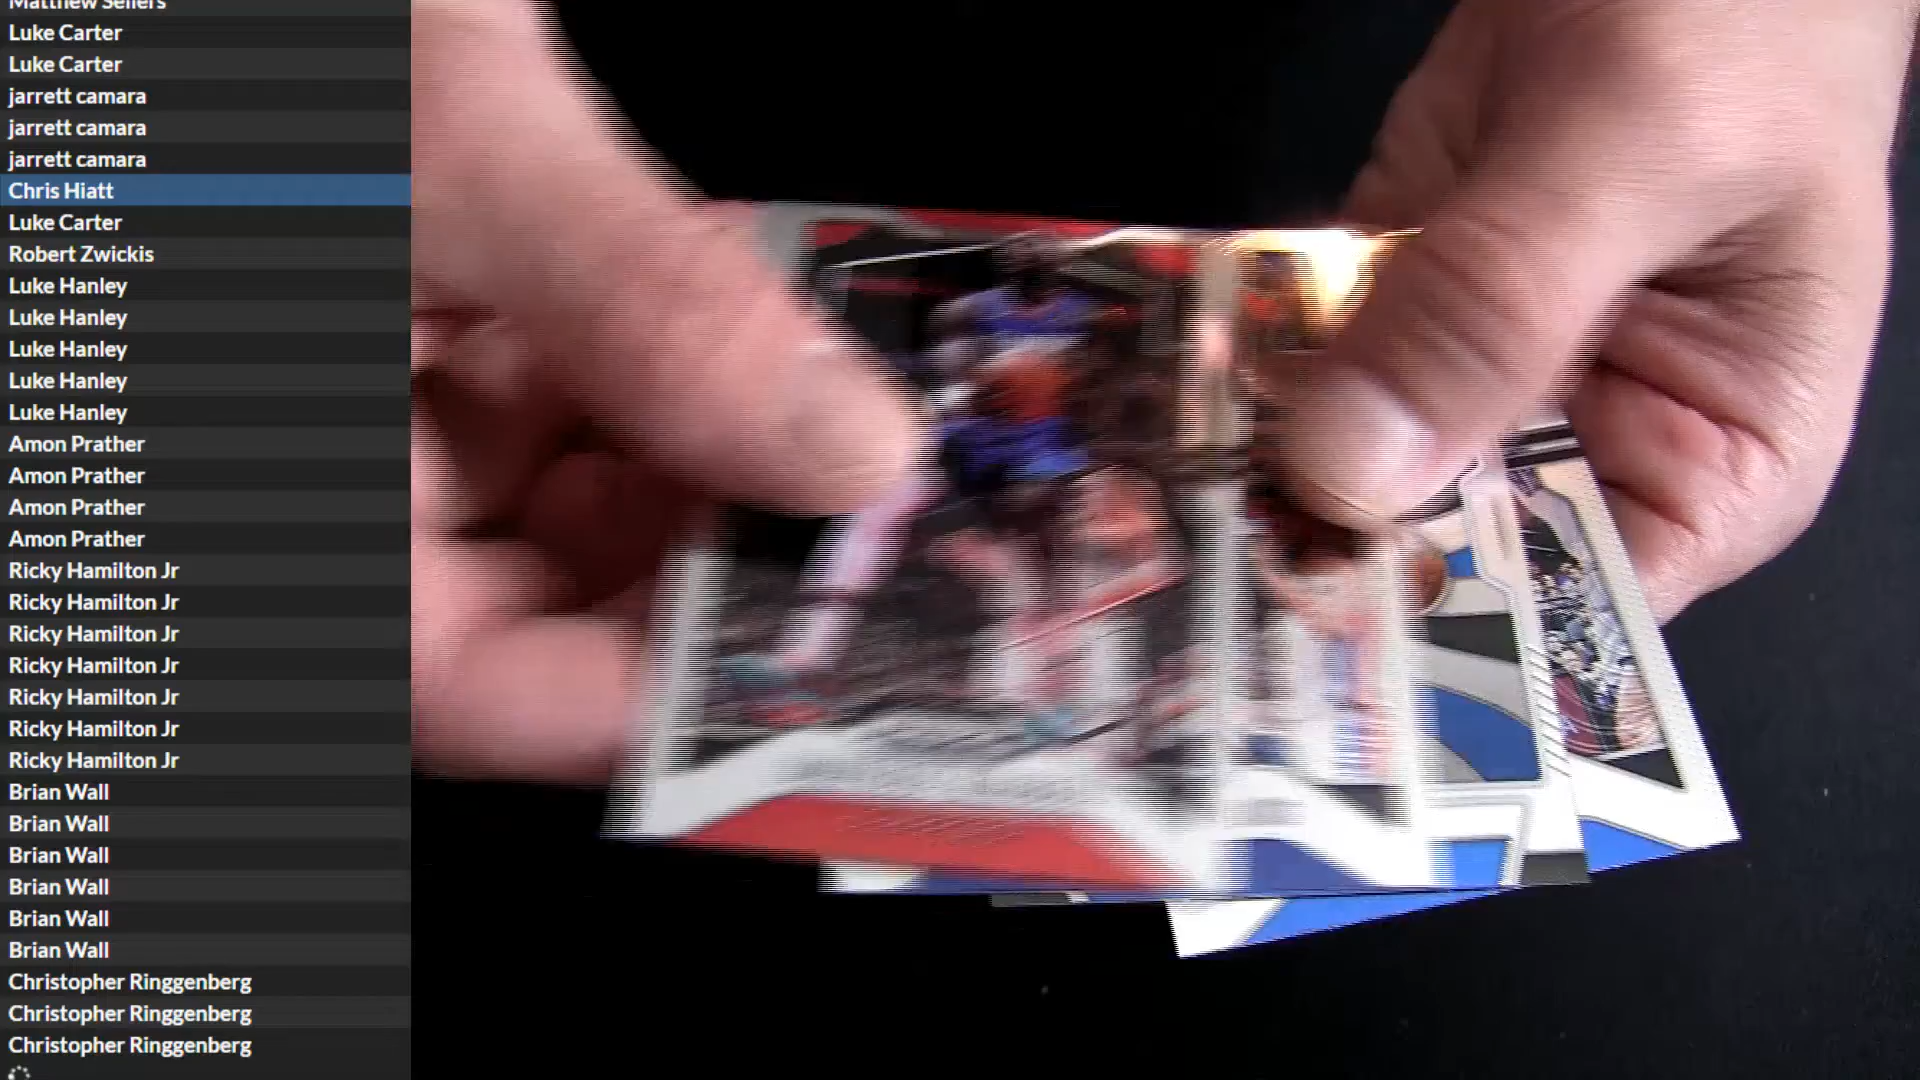 Matthew Sellers
Luke Carter
Luke Carter
jarrett camara
jarrett camara
jarrett camara
Chris Hiatt
Luke Carter
Robert Zwickis
Luke Hanley
Luke Hanley
Luke Hanley
Luke Hanley
Luke Hanley
Amon Prather
Amon Prather
Amon Prather
Amon Prather
Ricky Hamilton Jr
Ricky Hamilton Jr
Ricky Hamilton Jr
Ricky Hamilton Jr
Ricky Hamilton Jr
Ricky Hamilton Jr
Ricky Hamilton Jr
Brian Wall
Brian Wall
Brian Wall
Brian Wall
Brian Wall
Brian Wall
Christopher Ringgenberg
Christopher Ringgenberg
Christopher Ringgenberg